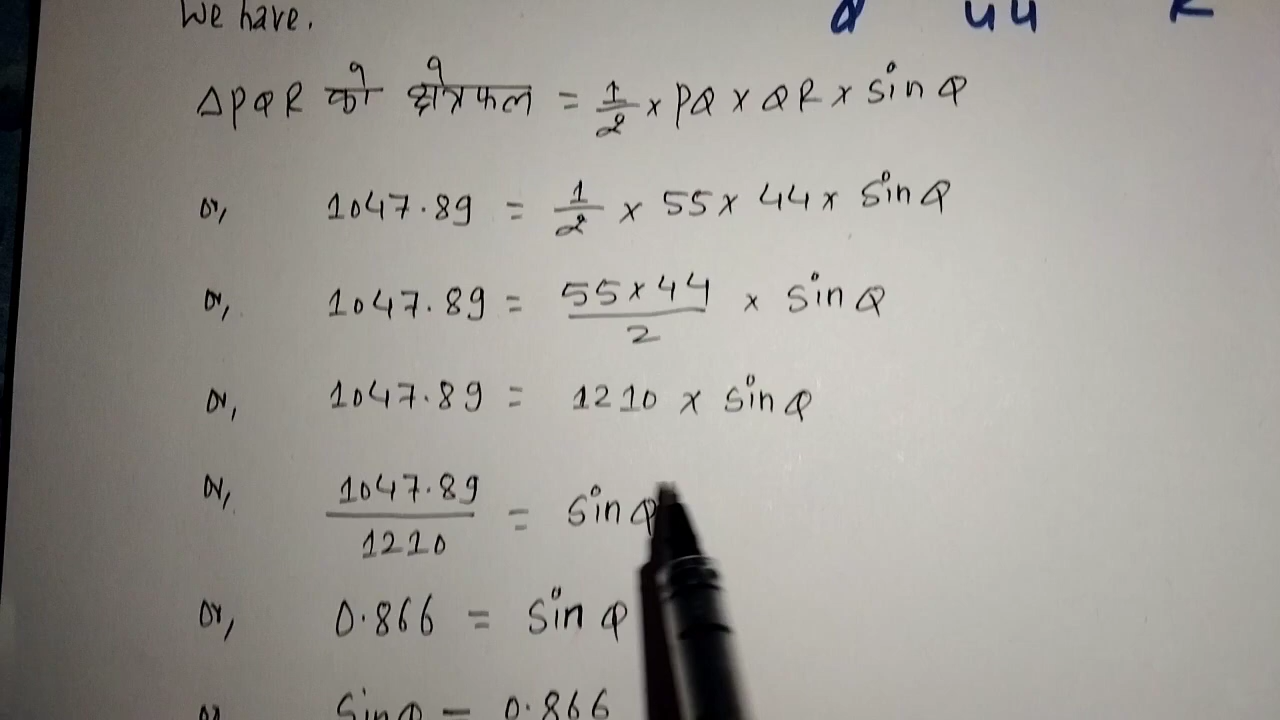 We have.
Q 44 R
ΔPQR को क्षेत्रफल = 1/2 × PQ × QR × sin Q
or, 1047.89 = 1/2 × 55 × 44 × sin Q
or, 1047.89 = 55×44/2 × sin Q
or, 1047.89 = 1210 × sin Q
or, 1047.89/1210 = sin Q
or, 0.866 = sin Q
or sin Q = 0.866